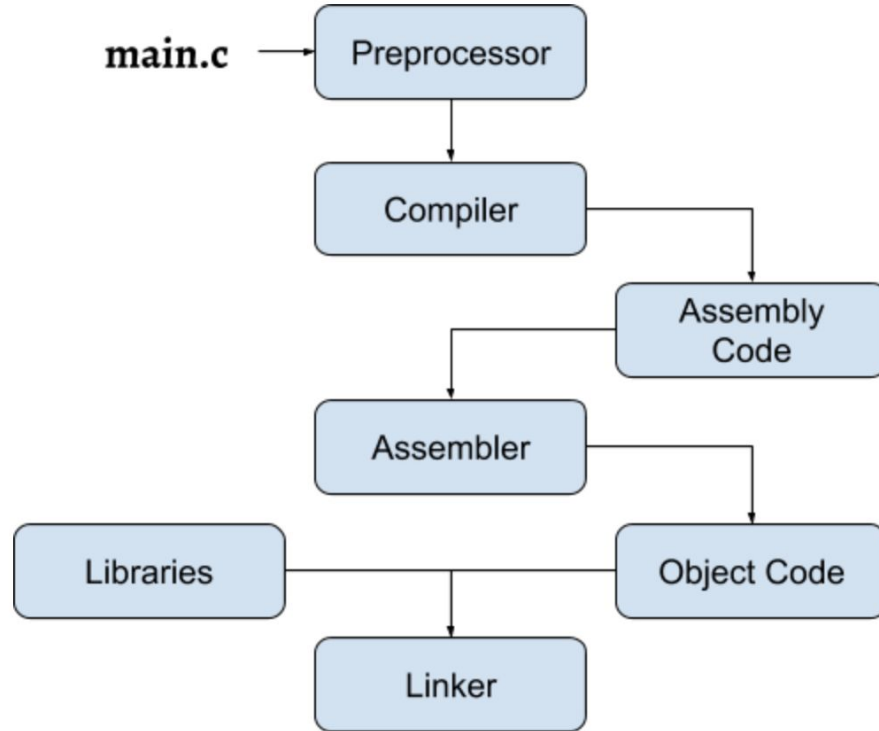 main.c
Preprocessor
Compiler
Assembly
Code
Assembler
Libraries
Object Code
Linker